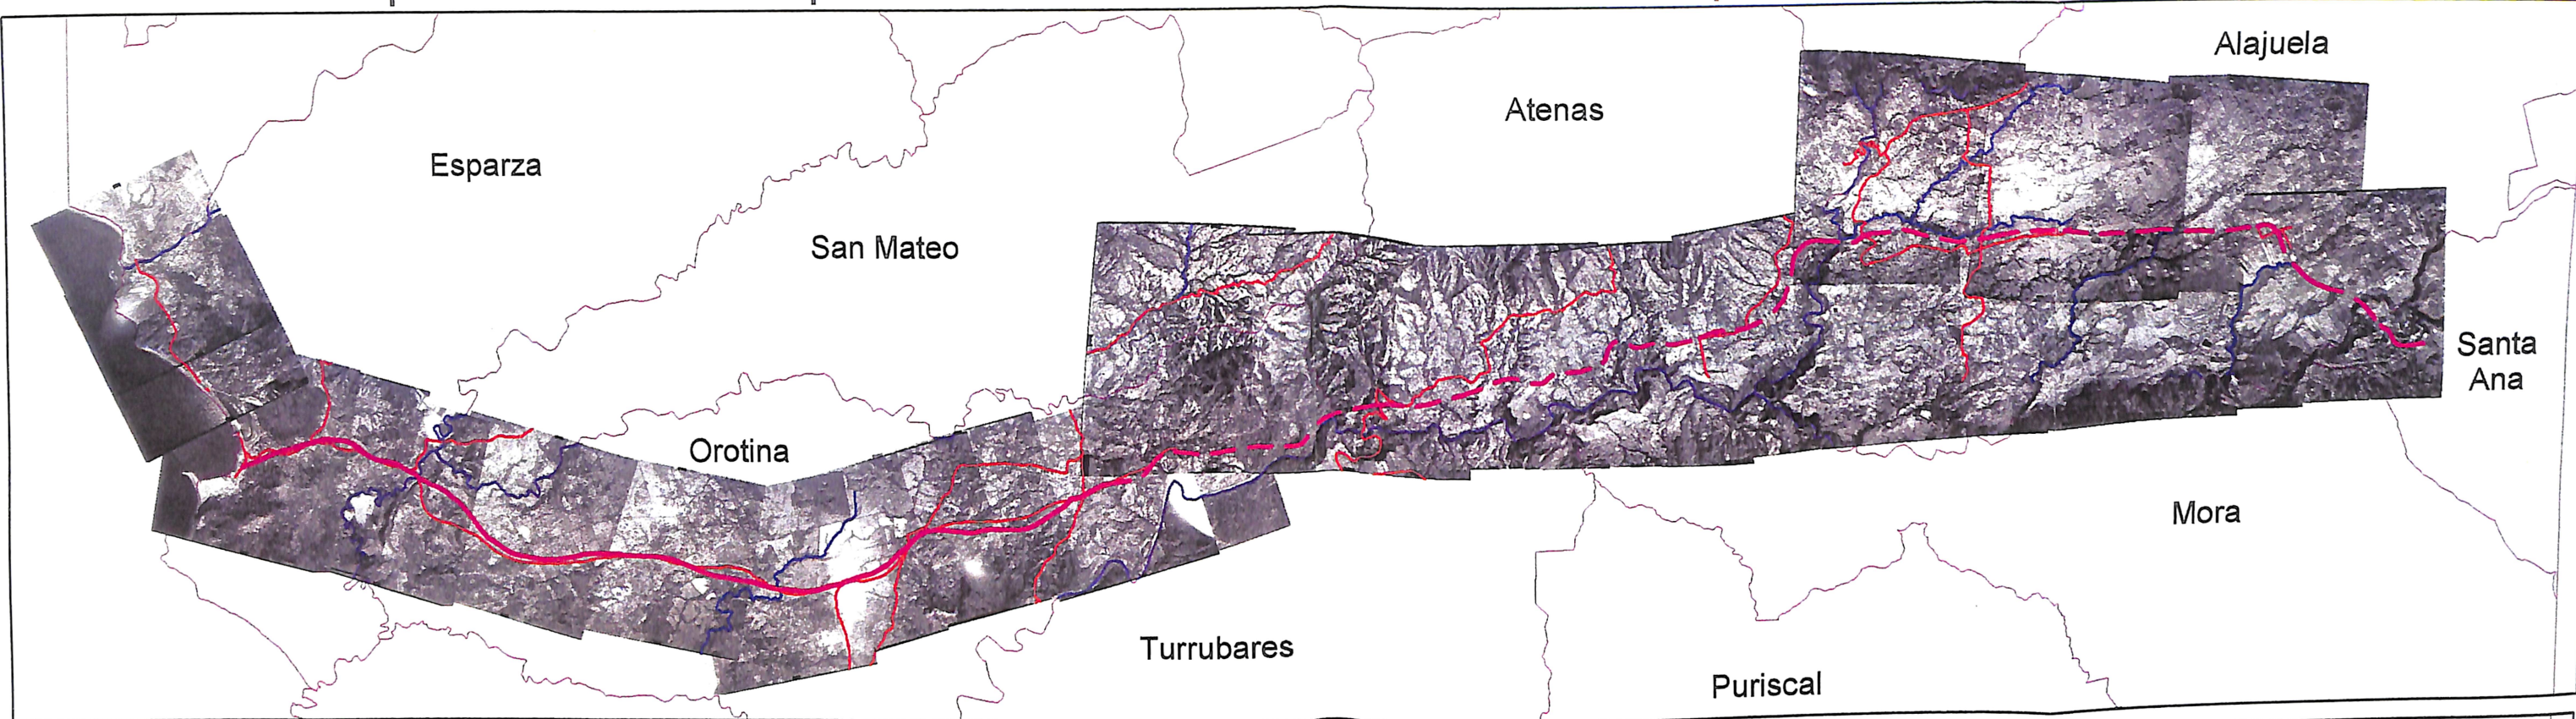 Alajuela
Atenas
Esparza
San Mateo
Santa
Ana
Orotina
Mora
Turrubares
Puriscal